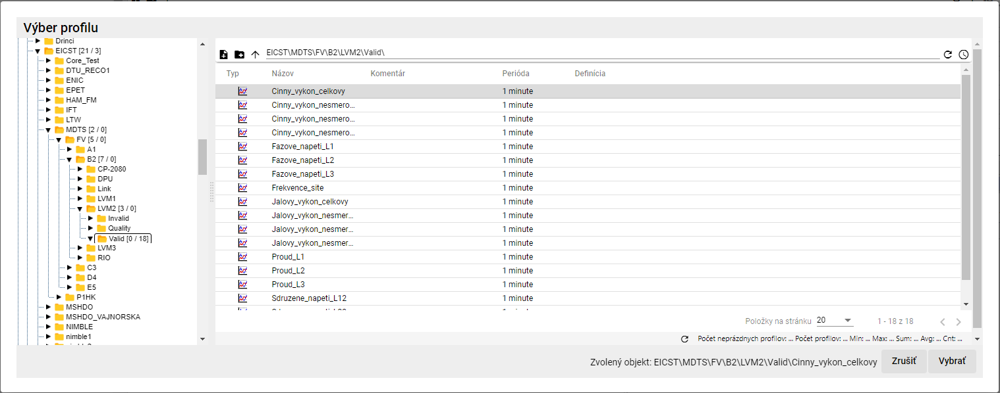 Výber profilu
Drinci
EICST [21 / 3]
Core_Test
DTU_RECO1
ENIC
EPET
HAM_FM
IFT
LTW
MDTS [2 / 0]
FV [5 / 0]
A1
B2 [7 / 0]
CP-2080
DPU
Link
LVM1
LVM2 [3 / 0]
Invalid
Quality
Valid [0 / 18]
LVM3
RIO
C3
D4
E5
P1HK
MSHDO
MSHDO_VAJNORSKA
NIMBLE
nimble1
EICST\MDTS\FV\B2\LVM2\Valid\
Typ Názov Komentár Perióda Definícia
Cinny_vykon_celkovy 1 minute
Cinny_vykon_nesmero... 1 minute
Cinny_vykon_nesmero... 1 minute
Cinny_vykon_nesmero... 1 minute
Fazove_napeti_L1 1 minute
Fazove_napeti_L2 1 minute
Fazove_napeti_L3 1 minute
Frekvence_site 1 minute
Jalovy_vykon_celkovy 1 minute
Jalovy_vykon_nesmer... 1 minute
Jalovy_vykon_nesmer... 1 minute
Jalovy_vykon_nesmer... 1 minute
Proud_L1 1 minute
Proud_L2 1 minute
Proud_L3 1 minute
Sdruzene_napeti_L12 1 minute
Položky na stránku 20 1 - 18 z 18
Počet neprázdnych profilov: ... Počet profilov: ... Min: ... Max: ... Sum: ... Avg: ... Cnt: ...
Zvolený objekt: EICST\MDTS\FV\B2\LVM2\Valid\Cinny_vykon_celkovy Zrušiť Vybrať